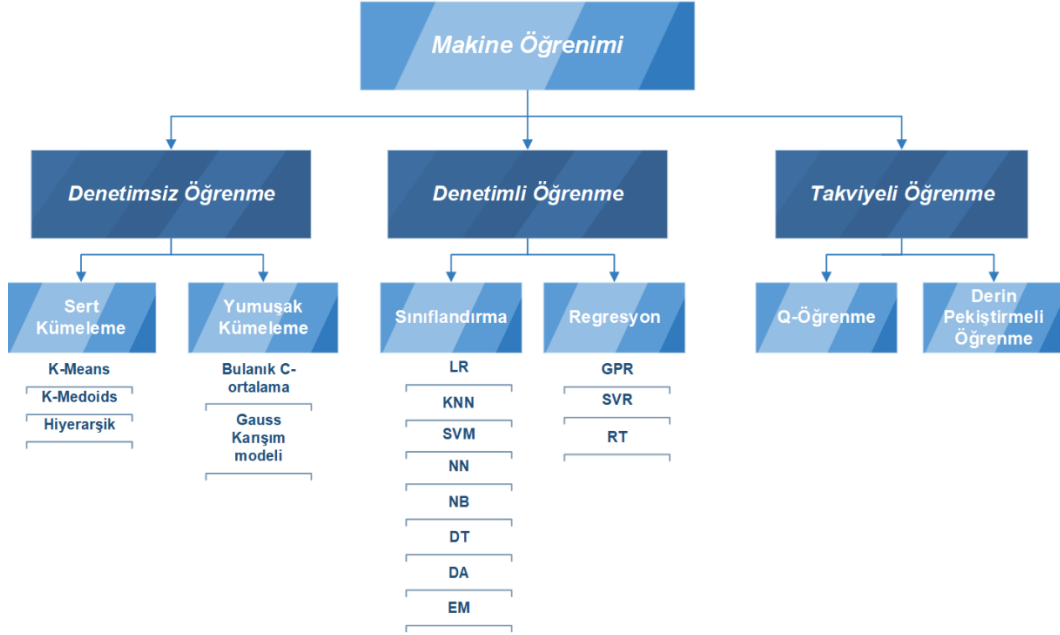 Makine Öğrenimi
Denetimsiz Öğrenme
Denetimli Öğrenme
Takviyeli Öğrenme
Sert
Kümeleme
Yumuşak
Kümeleme
Sınıflandırma
Regresyon
Q-Öğrenme
Derin
Pekiştirmeli
Öğrenme
K-Means
K-Medoids
Hiyerarşik
Bulanık C-
ortalama
Gauss
Karışım
modeli
LR
KNN
SVM
NN
NB
DT
DA
EM
GPR
SVR
RT